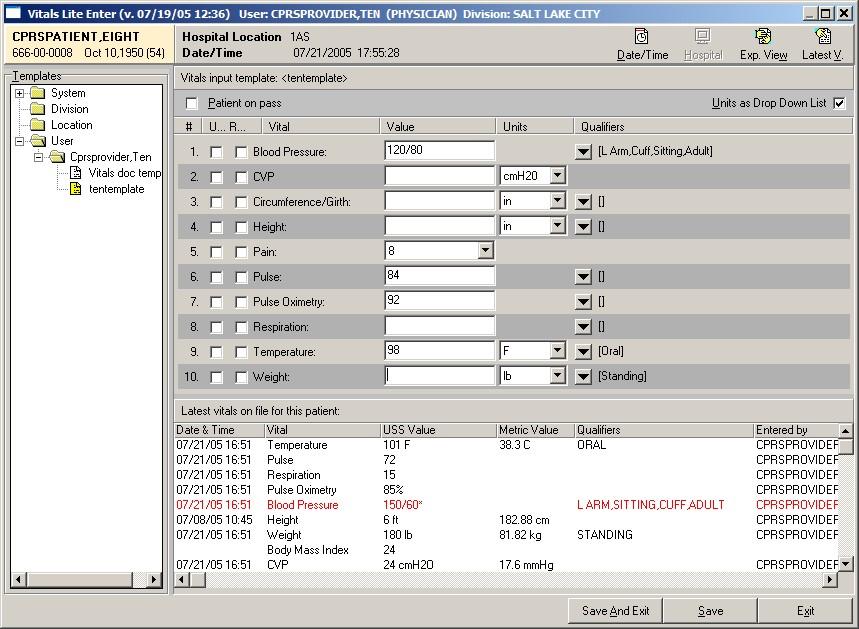 Vitals Lite Enter (v. 07/19/05 12:36)  User: CPRSPROVIDER,TEN  (PHYSICIAN)  Division: SALT LAKE CITY
CPRSPATIENT,EIGHT
666-00-0008  Oct 10,1950 (54)
Hospital Location  1AS
Date/Time  07/21/2005 17:55:28
Date/Time  Hospital  Exp. View  Latest V.
Templates
System
Division
Location
User
Cprsprovider,Ten
Vitals doc temp
tentemplate
Vitals input template: <tentemplate>
Patient on pass  Units as Drop Down List
#  U...  R...  Vital  Value  Units  Qualifiers
1.  Blood Pressure:  120/80  [L Arm,Cuff,Sitting,Adult]
2.  CVP  cmH20
3.  Circumference/Girth:  in  []
4.  Height:  in  []
5.  Pain:  8
6.  Pulse:  84  []
7.  Pulse Oximetry:  92  []
8.  Respiration:  []
9.  Temperature:  98  F  [Oral]
10.  Weight:  lb  [Standing]
Latest vitals on file for this patient:
Date & Time  Vital  USS Value  Metric Value  Qualifiers  Entered by
07/21/05 16:51  Temperature  101 F  38.3 C  ORAL  CPRSPROVIDER
07/21/05 16:51  Pulse  72  CPRSPROVIDER
07/21/05 16:51  Respiration  15  CPRSPROVIDER
07/21/05 16:51  Pulse Oximetry  85%  CPRSPROVIDER
07/21/05 16:51  Blood Pressure  150/60*  L ARM,SITTING,CUFF,ADULT  CPRSPROVIDER
07/08/05 10:45  Height  6 ft  182.88 cm  CPRSPROVIDER
07/21/05 16:51  Weight  180 lb  81.82 kg  STANDING  CPRSPROVIDER
Body Mass Index  24
07/21/05 16:51  CVP  24 cmH2O  17.6 mmHg  CPRSPROVIDER
Save And Exit  Save  Exit